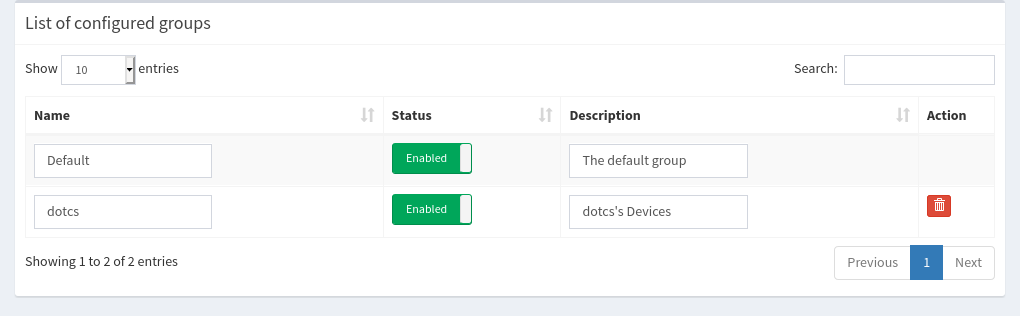 List of configured groups
Show 10 entries Search:
Name Status Description Action
Default Enabled The default group
dotcs Enabled dotcs's Devices
Showing 1 to 2 of 2 entries Previous 1 Next